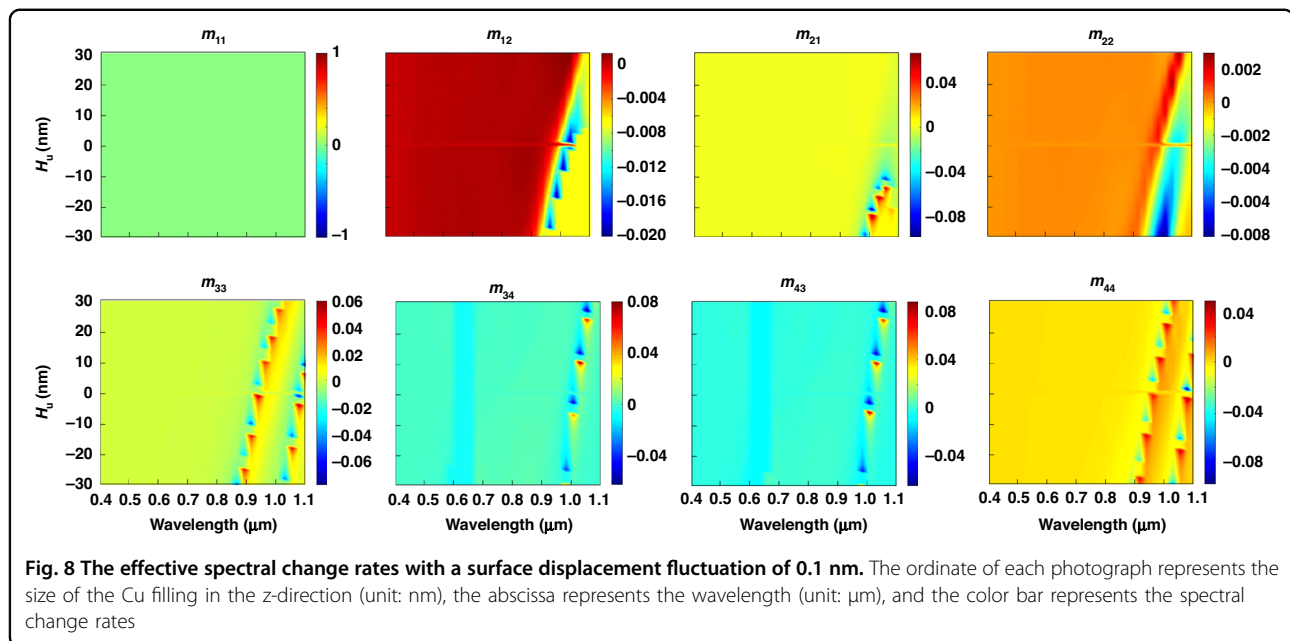 m11
m12
m21
m22
30
20
10
0
−10
−20
−30
Hu (nm)
1
0
−1
0
−0.004
−0.008
−0.012
−0.016
−0.020
0.04
0
−0.04
−0.08
0.002
0
−0.002
−0.004
−0.006
−0.008
m33
m34
m43
m44
30
20
10
0
−10
−20
−30
Hu (nm)
0.06
0.04
0.02
0
−0.02
−0.04
−0.06
0.08
0.04
0
−0.04
0.08
0.04
0
−0.04
0.04
0
−0.04
−0.08
0.4 0.5 0.6 0.7 0.8 0.9 1.0 1.1
0.4 0.5 0.6 0.7 0.8 0.9 1.0 1.1
0.4 0.5 0.6 0.7 0.8 0.9 1.0 1.1
0.4 0.5 0.6 0.7 0.8 0.9 1.0 1.1
Wavelength (μm)
Wavelength (μm)
Wavelength (μm)
Wavelength (μm)
Fig. 8 The effective spectral change rates with a surface displacement fluctuation of 0.1 nm. The ordinate of each photograph represents the
size of the Cu filling in the z-direction (unit: nm), the abscissa represents the wavelength (unit: μm), and the color bar represents the spectral
change rates